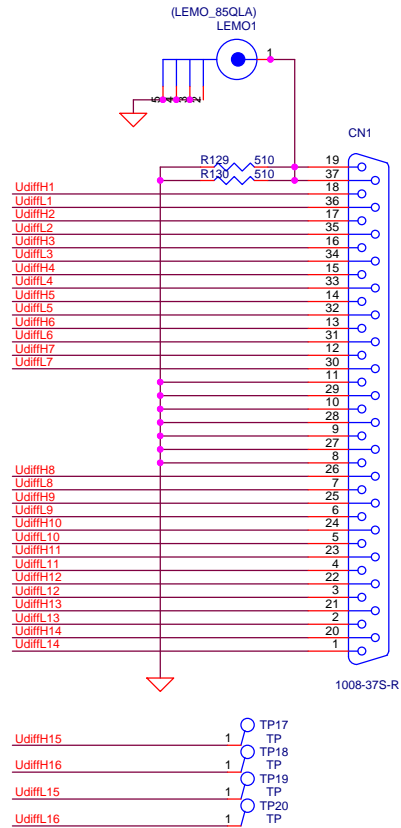 (LEMO_85QLA)
LEMO1
1
5 4 3 2
CN1
R129 510 19
R130 510 37
UdiffH1 18
UdiffL1 36
UdiffH2 17
UdiffL2 35
UdiffH3 16
UdiffL3 34
UdiffH4 15
UdiffL4 33
UdiffH5 14
UdiffL5 32
UdiffH6 13
UdiffL6 31
UdiffH7 12
UdiffL7 30
11
29
10
28
9
27
8
UdiffH8 26
UdiffL8 7
UdiffH9 25
UdiffL9 6
UdiffH10 24
UdiffL10 5
UdiffH11 23
UdiffL11 4
UdiffH12 22
UdiffL12 3
UdiffH13 21
UdiffL13 2
UdiffH14 20
UdiffL14 1
1008-37S-R
TP17
UdiffH15 1 TP
TP18
UdiffH16 1 TP
TP19
UdiffL15 1 TP
TP20
UdiffL16 1 TP